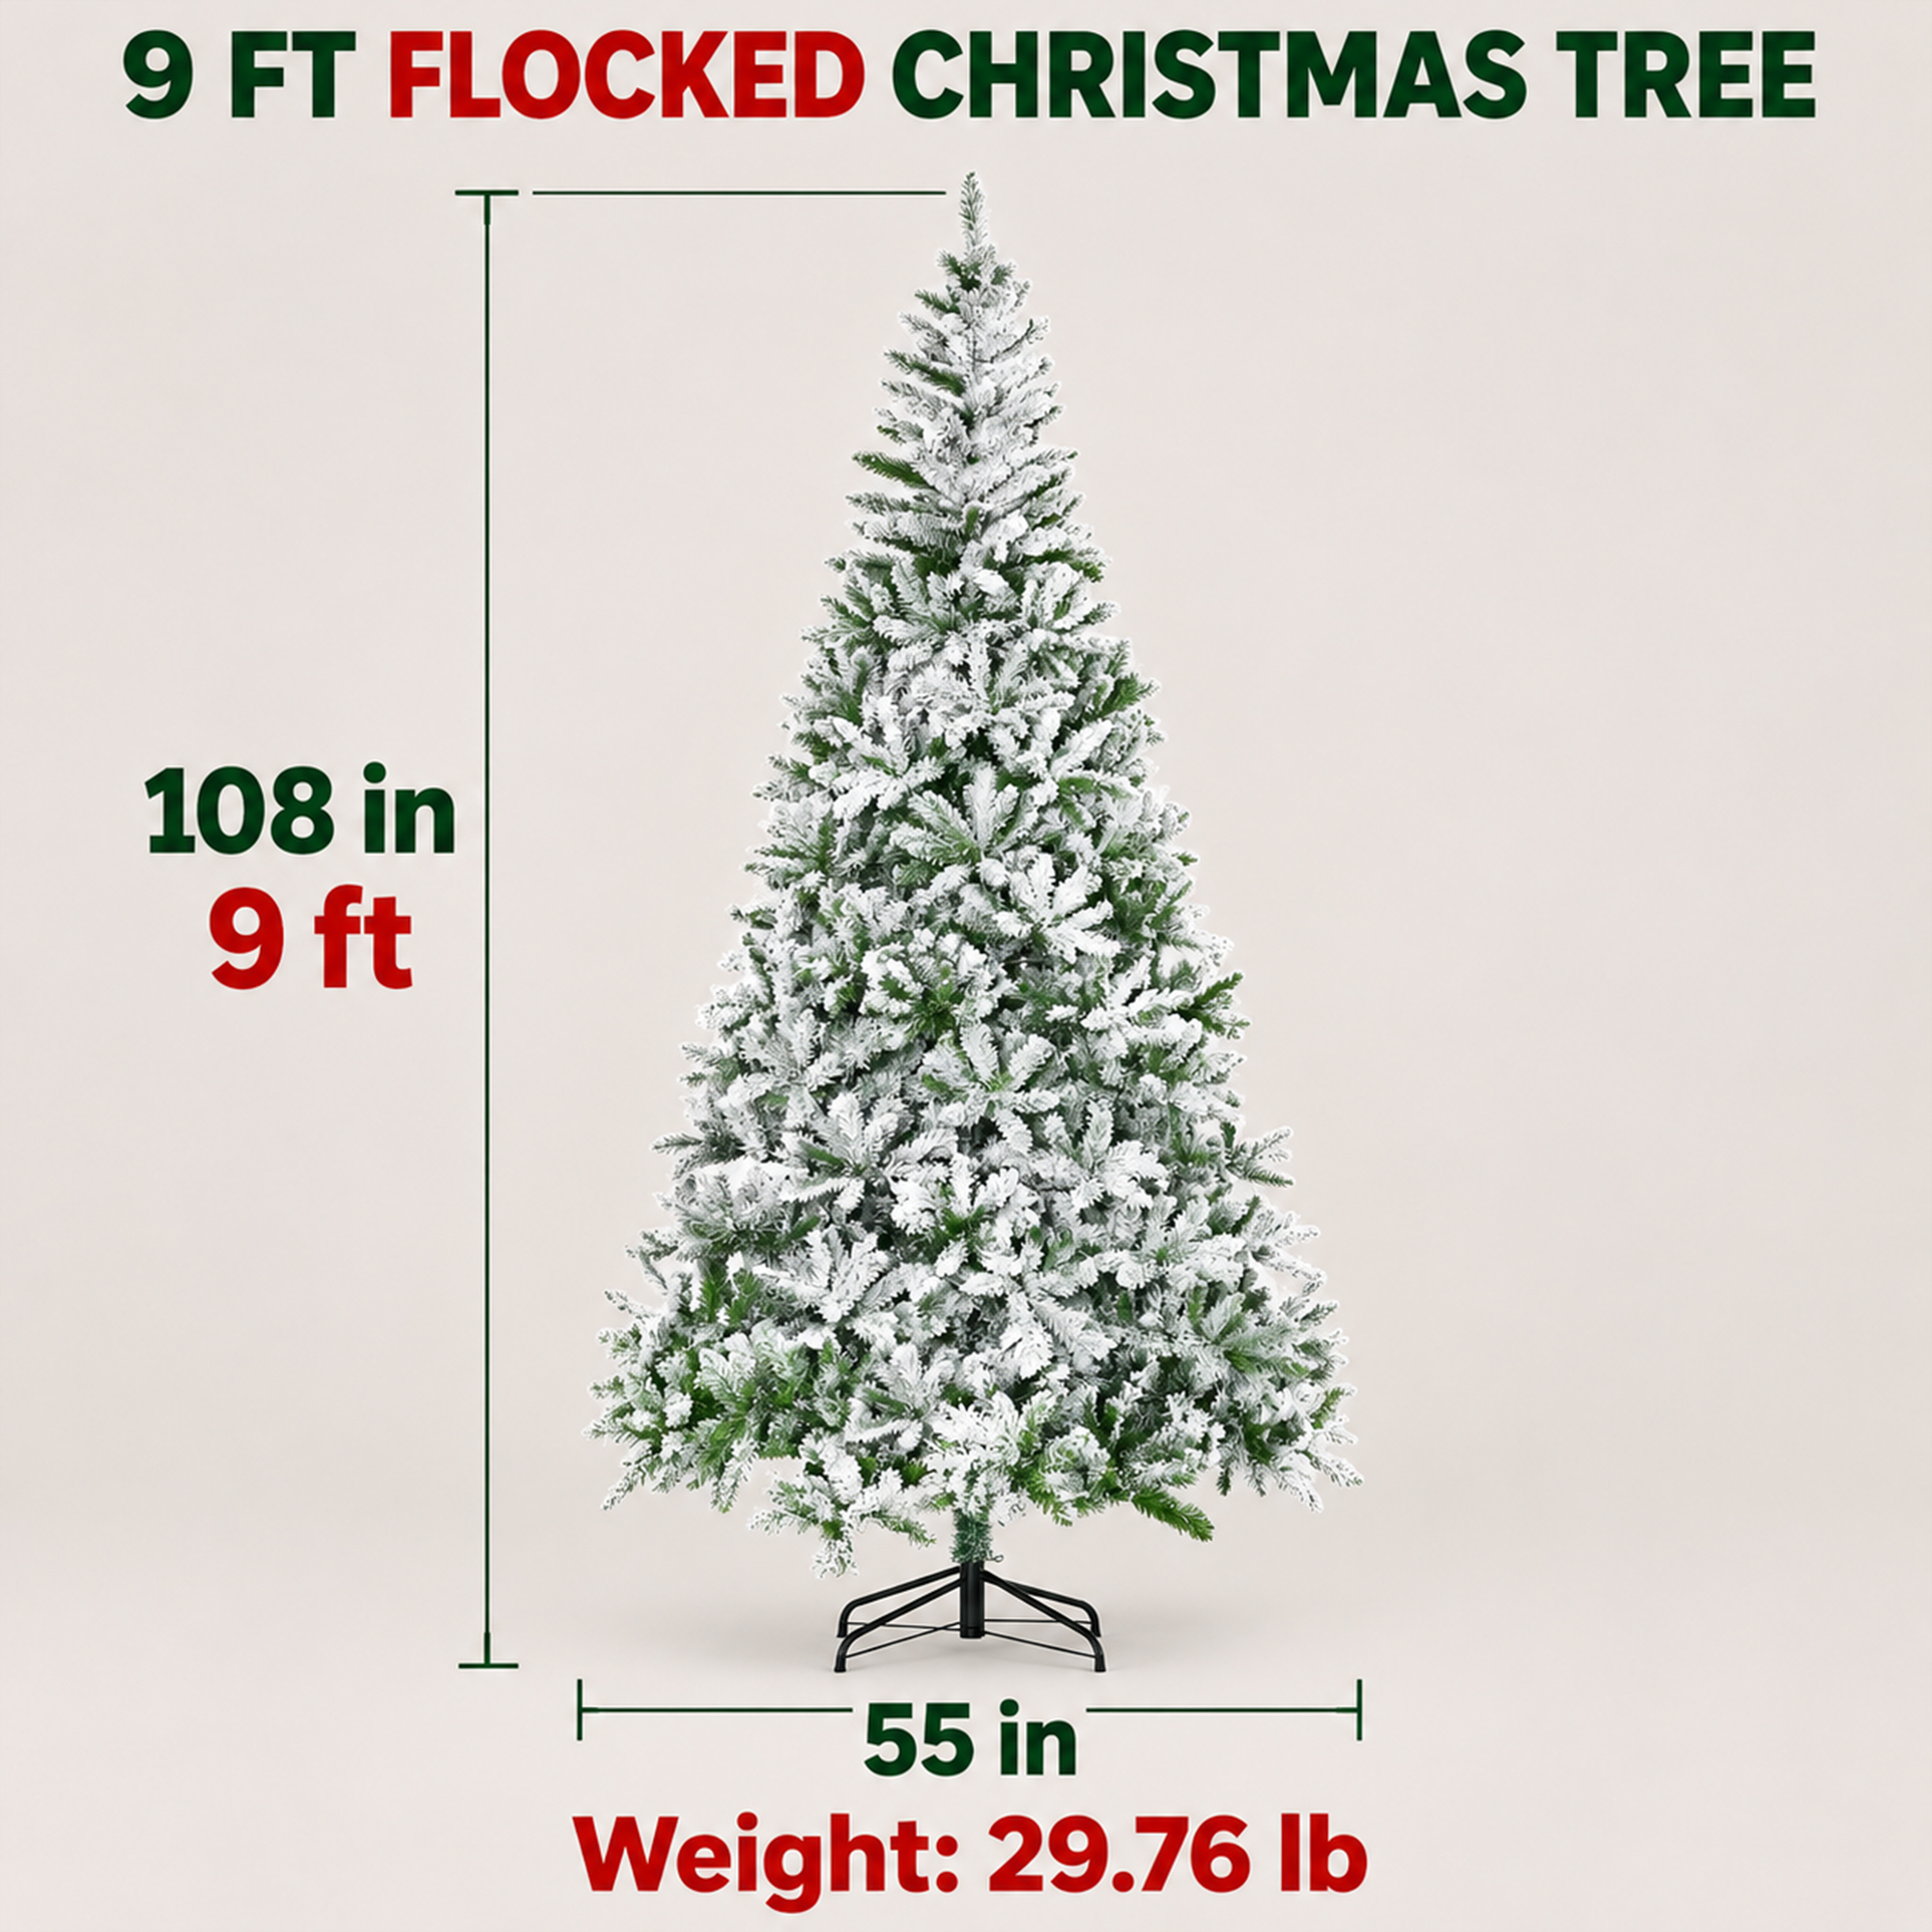 9 FT FLOCKED CHRISTMAS TREE
108 in
9 ft
55 in
Weight: 29.76 lb